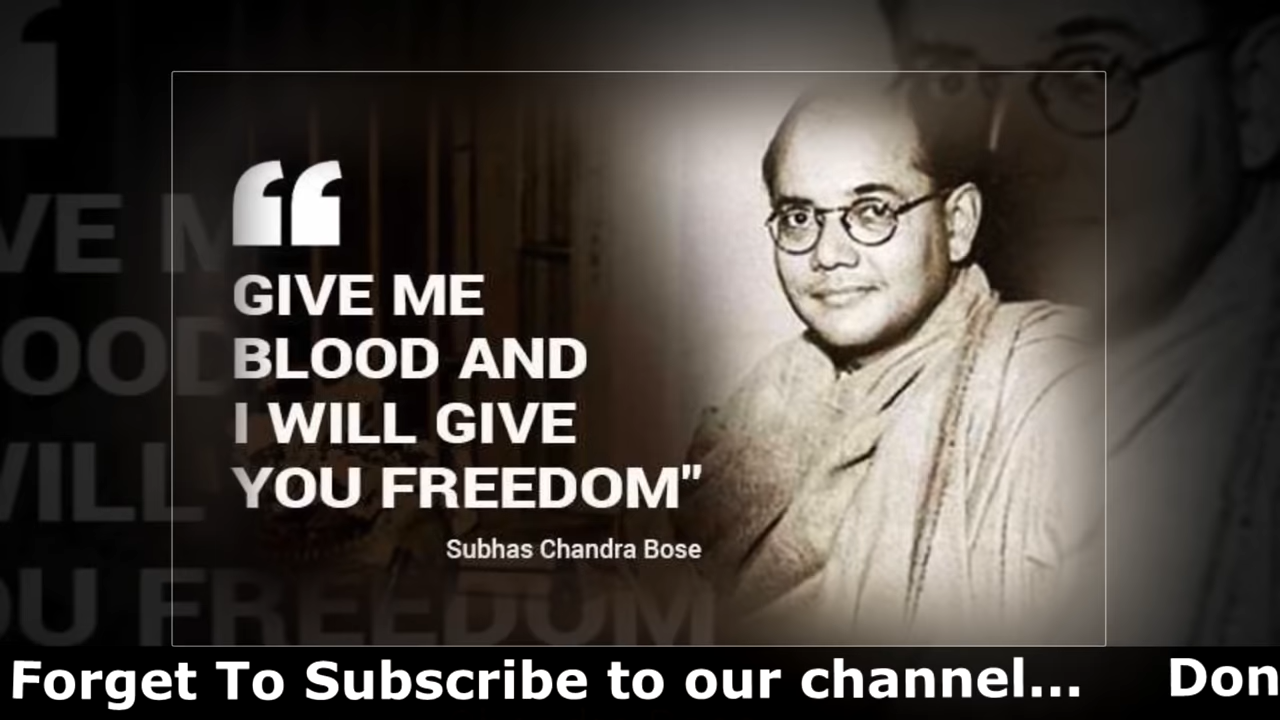 “
GIVE ME
BLOOD AND
I WILL GIVE
YOU FREEDOM"
Subhas Chandra Bose
Forget To Subscribe to our channel... Don